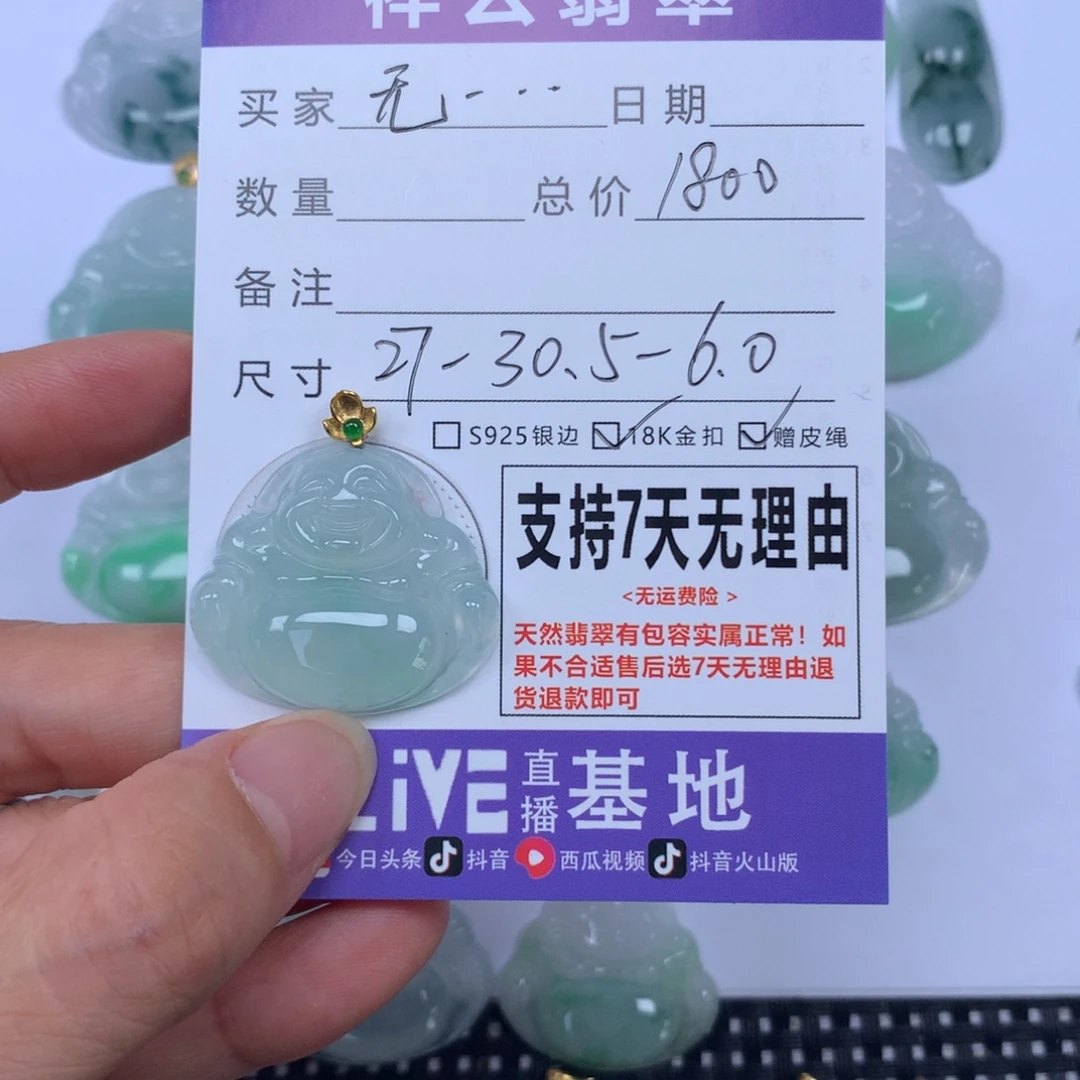 祥云翡翠
买家 无 - ... 日期
数量 总价 1800
备注
尺寸 27-30.5-6.0
S925银边 18K金扣 赠皮绳
支持7天无理由
<无运费险 >
天然翡翠有包容实属正常！如
果不合适售后选7天无理由退
货退款即可
LiVE 直播 基地
今日头条 抖音 西瓜视频 抖音火山版